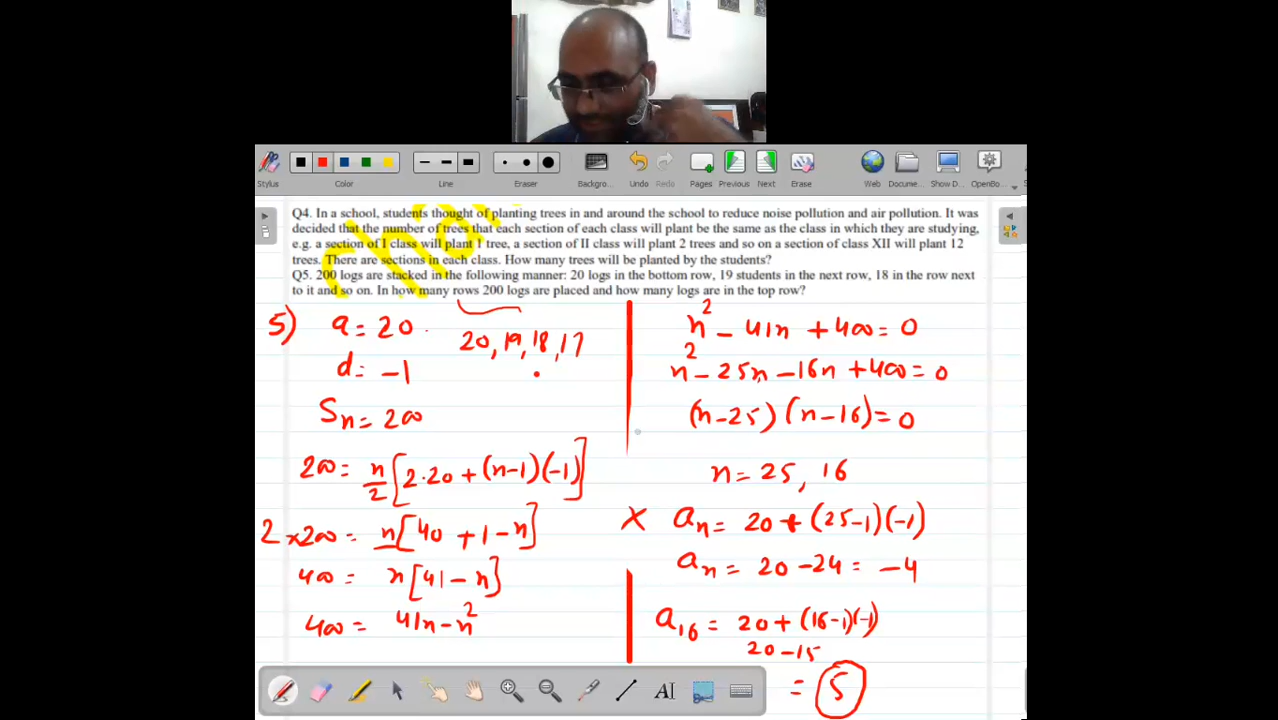 Stylus Color Line Eraser Backgro... Undo Redo Pages Previous Next Erase Web Docume... Show D... OpenBo...
Q4. In a school, students thought of planting trees in and around the school to reduce noise pollution and air pollution. It was
decided that the number of trees that each section of each class will plant be the same as the class in which they are studying,
e.g. a section of I class will plant 1 tree, a section of II class will plant 2 trees and so on a section of class XII will plant 12
trees. There are sections in each class. How many trees will be planted by the students?
Q5. 200 logs are stacked in the following manner: 20 logs in the bottom row, 19 students in the next row, 18 in the row next
to it and so on. In how many rows 200 logs are placed and how many logs are in the top row?
5) a = 20
20, 19, 18, 17
d = -1
Sn = 200
200 = n/2 [2·20 + (n-1)(-1)]
2×200 = n[40 + 1 - n]
400 = n[41 - n]
400 = 41n - n²
n² - 41n + 400 = 0
n² - 25n - 16n + 400 = 0
(n-25)(n-16) = 0
n = 25, 16
× an = 20 + (25-1)(-1)
an = 20 - 24 = -4
a16 = 20 + (16-1)(-1)
20 - 15
= 5
AI